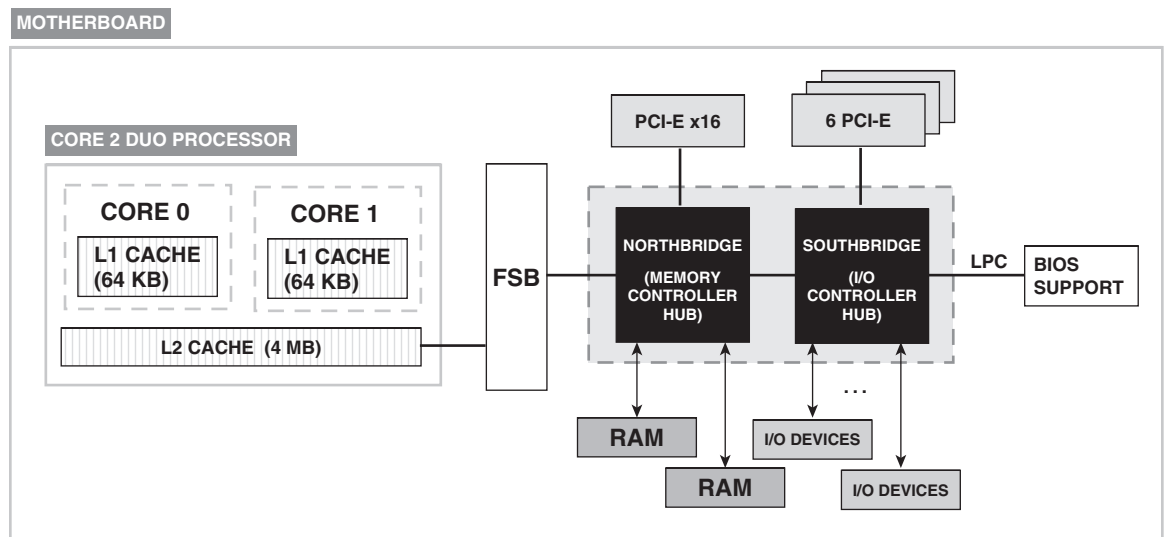 MOTHERBOARD
CORE 2 DUO PROCESSOR
CORE 0
L1 CACHE
(64 KB)
CORE 1
L1 CACHE
(64 KB)
L2 CACHE (4 MB)
FSB
PCI-E x16
6 PCI-E
NORTHBRIDGE
(MEMORY
CONTROLLER
HUB)
SOUTHBRIDGE
(I/O
CONTROLLER
HUB)
LPC
BIOS
SUPPORT
RAM
RAM
...
I/O DEVICES
I/O DEVICES